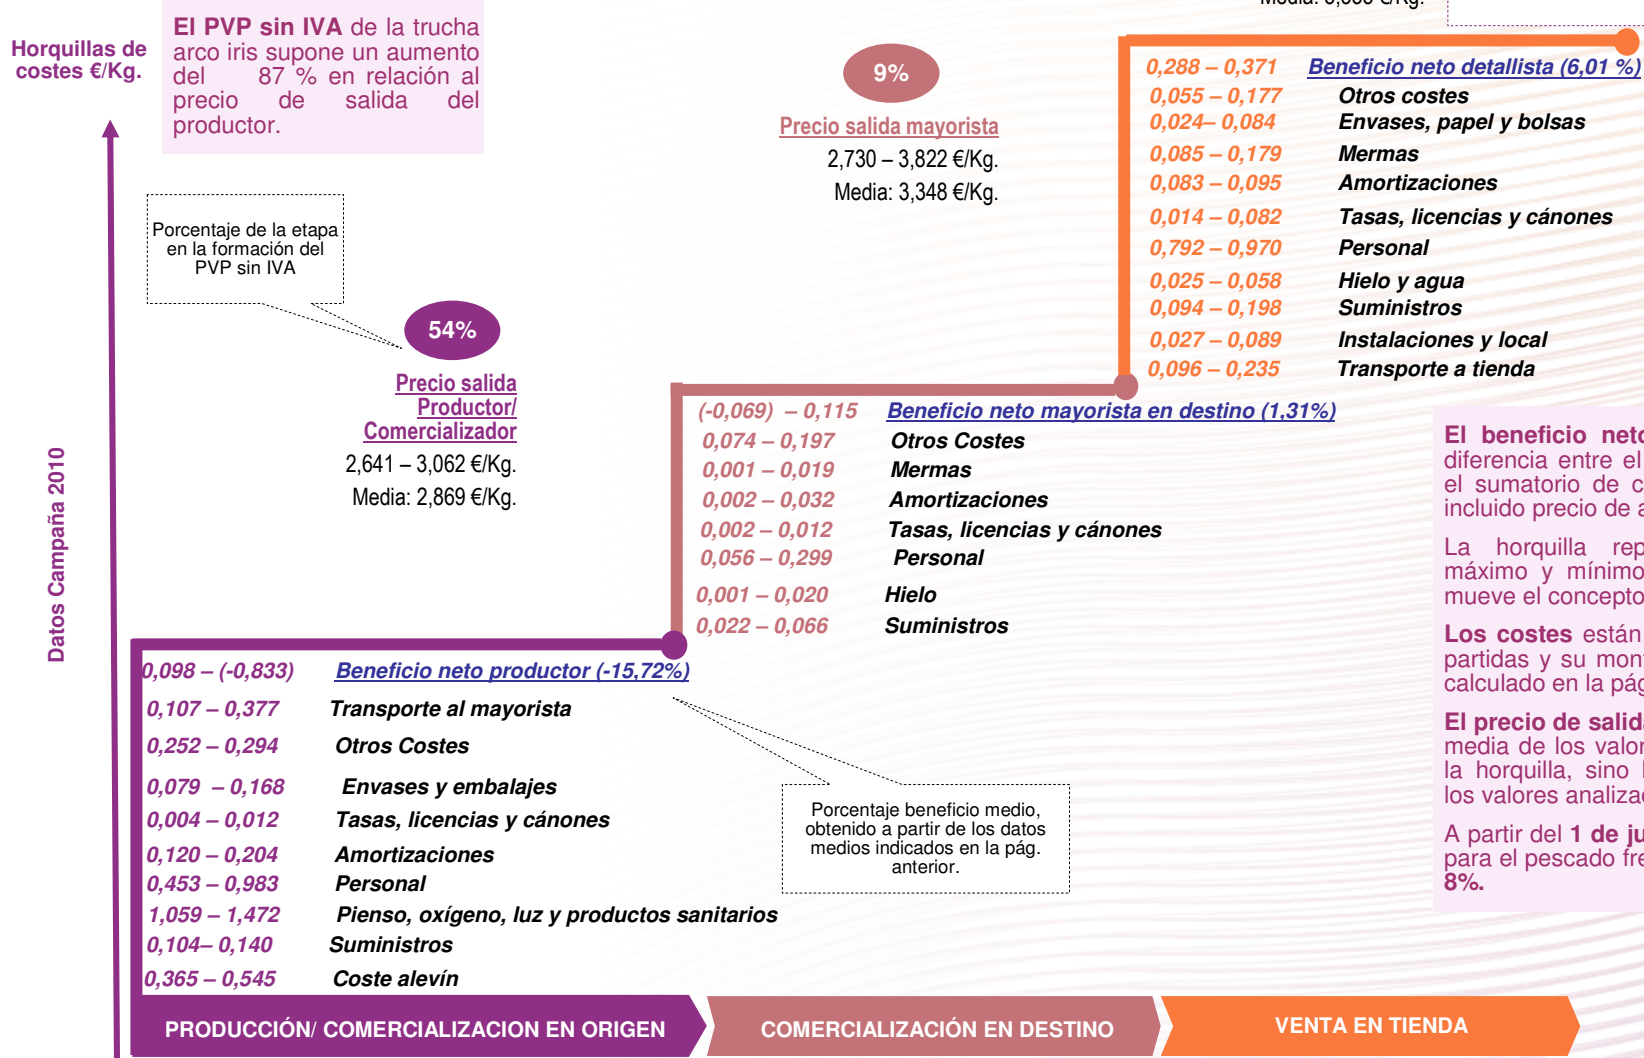 Media: 
€/Kg.
Horquillas de
costes €/Kg.
El PVP sin IVA de la trucha
arco iris supone un aumento
del 87 % en relación al
precio de salida del
productor.
Porcentaje de la etapa
en la formación del
PVP sin IVA
54%
Precio salida
Productor/
Comercializador
2,641 – 3,062 €/Kg.
Media: 2,869 €/Kg.
9%
Precio salida mayorista
2,730 – 3,822 €/Kg.
Media: 3,348 €/Kg.
0,288 – 0,371 Beneficio neto detallista (6,01 %)
0,055 – 0,177 Otros costes
0,024– 0,084 Envases, papel y bolsas
0,085 – 0,179 Mermas
0,083 – 0,095 Amortizaciones
0,014 – 0,082 Tasas, licencias y cánones
0,792 – 0,970 Personal
0,025 – 0,058 Hielo y agua
0,094 – 0,198 Suministros
0,027 – 0,089 Instalaciones y local
0,096 – 0,235 Transporte a tienda
(-0,069) – 0,115 Beneficio neto mayorista en destino (1,31%)
0,074 – 0,197 Otros Costes
0,001 – 0,019 Mermas
0,002 – 0,032 Amortizaciones
0,002 – 0,012 Tasas, licencias y cánones
0,056 – 0,299 Personal
0,001 – 0,020 Hielo
0,022 – 0,066 Suministros
Datos Campaña 2010
0,098 – (-0,833) Beneficio neto productor (-15,72%)
0,107 – 0,377 Transporte al mayorista
0,252 – 0,294 Otros Costes
0,079 – 0,168 Envases y embalajes
0,004 – 0,012 Tasas, licencias y cánones
0,120 – 0,204 Amortizaciones
0,453 – 0,983 Personal
1,059 – 1,472 Pienso, oxígeno, luz y productos sanitarios
0,104– 0,140 Suministros
0,365 – 0,545 Coste alevín
Porcentaje beneficio medio,
obtenido a partir de los datos
medios indicados en la pág.
anterior.
El beneficio neto
diferencia entre el
el sumatorio de c
incluido precio de a
La horquilla rep
máximo y mínimo
mueve el concepto
Los costes están
partidas y su mon
calculado en la pág
El precio de salida
media de los valor
la horquilla, sino l
los valores analiza
A partir del 1 de ju
para el pescado fre
8%.
PRODUCCIÓN/ COMERCIALIZACION EN ORIGEN
COMERCIALIZACIÓN EN DESTINO
VENTA EN TIENDA